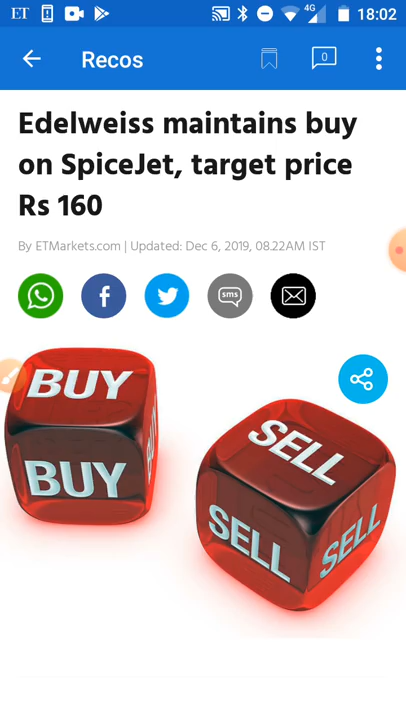 ET
4G
18:02
Recos
0
Edelweiss maintains buy
on SpiceJet, target price
Rs 160
By ETMarkets.com | Updated: Dec 6, 2019, 08.22AM IST
sms
BUY
BUY
BUY
SELL
SELL
SELL